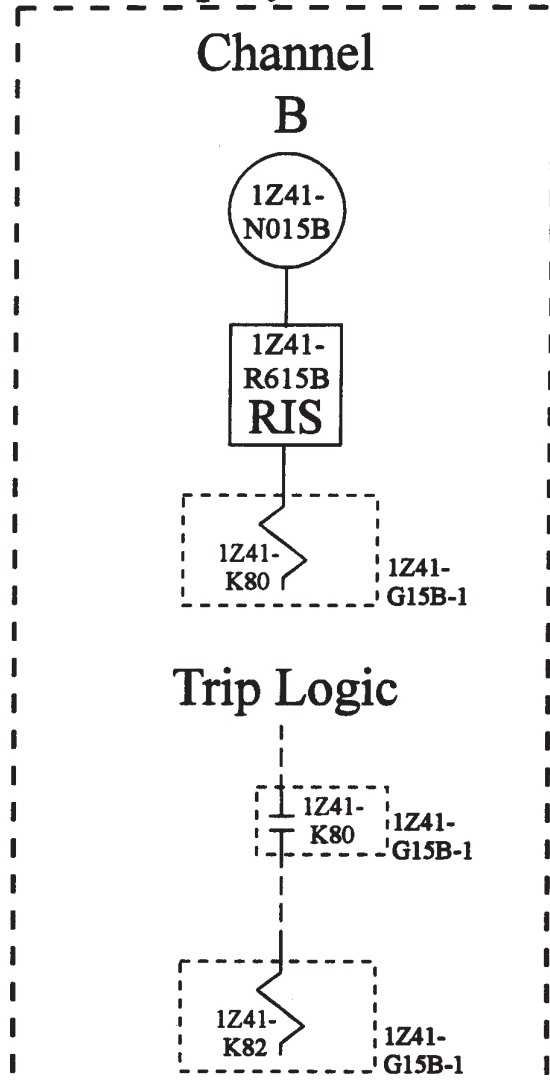 Channel
B
1Z41-
N015B
1Z41-
R615B
RIS
1Z41-
K80
1Z41-
G15B-1
Trip Logic
1Z41-
K80
1Z41-
G15B-1
1Z41-
K82
1Z41-
G15B-1